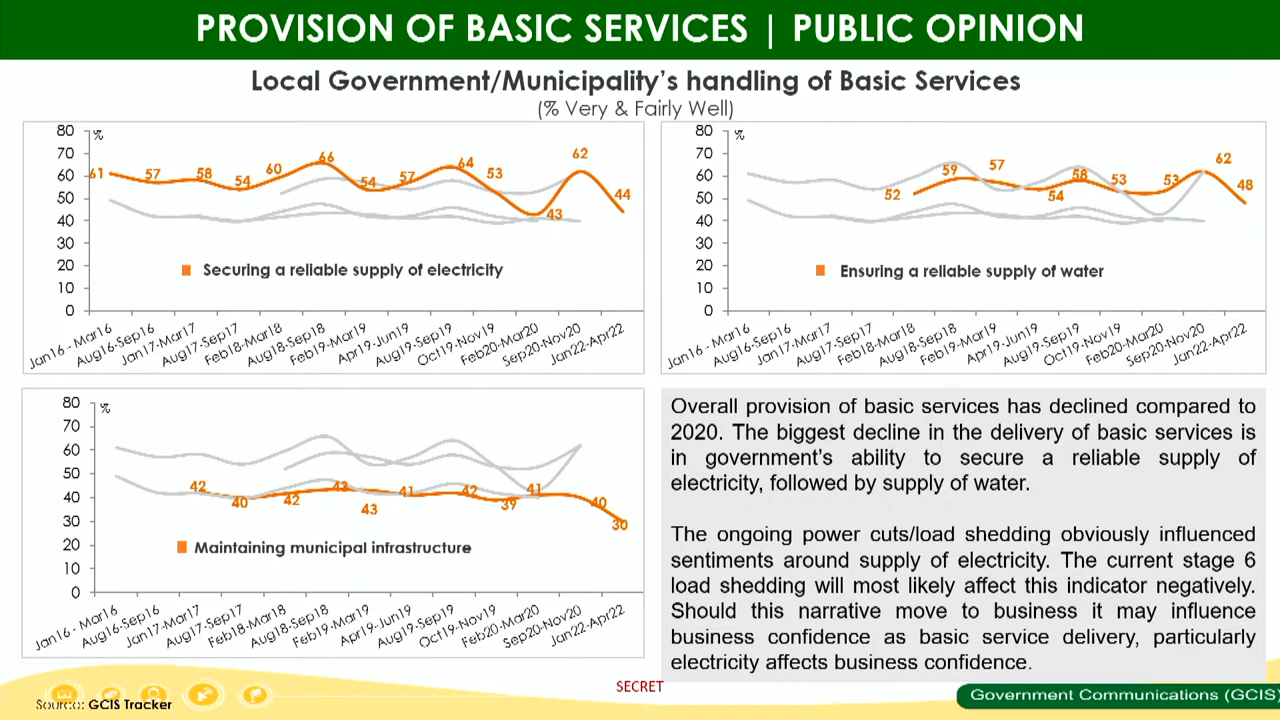 PROVISION OF BASIC SERVICES | PUBLIC OPINION
Local Government/Municipality's handling of Basic Services
(% Very & Fairly Well)
%
80
70
60
50
40
30
20
10
0
61 57 58 54 60 66 54 57 64 53 43 62 44
Securing a reliable supply of electricity
Jan16 - Mar16 Aug16-Sep16 Jan17-Mar17 Aug17-Sep17 Feb18-Mar18 Aug18-Sep18 Feb19-Mar19 Apr19-Jun19 Aug19-Sep19 Oct19-Nov19 Feb20-Mar20 Sep20-Nov20 Jan22-Apr22
%
80
70
60
50
40
30
20
10
0
52 59 57 54 58 53 53 62 48
Ensuring a reliable supply of water
Jan16 - Mar16 Aug16-Sep16 Jan17-Mar17 Aug17-Sep17 Feb18-Mar18 Aug18-Sep18 Feb19-Mar19 Apr19-Jun19 Aug19-Sep19 Oct19-Nov19 Feb20-Mar20 Sep20-Nov20 Jan22-Apr22
%
80
70
60
50
40
30
20
10
0
42 40 42 43 43 41 42 39 41 40 30
Maintaining municipal infrastructure
Jan16 - Mar16 Aug16-Sep16 Jan17-Mar17 Aug17-Sep17 Feb18-Mar18 Aug18-Sep18 Feb19-Mar19 Apr19-Jun19 Aug19-Sep19 Oct19-Nov19 Feb20-Mar20 Sep20-Nov20 Jan22-Apr22
Overall provision of basic services has declined compared to
2020. The biggest decline in the delivery of basic services is
in government's ability to secure a reliable supply of
electricity, followed by supply of water.
The ongoing power cuts/load shedding obviously influenced
sentiments around supply of electricity. The current stage 6
load shedding will most likely affect this indicator negatively.
Should this narrative move to business it may influence
business confidence as basic service delivery, particularly
electricity affects business confidence.
SECRET
Source: GCIS Tracker
Government Communications (GCIS)